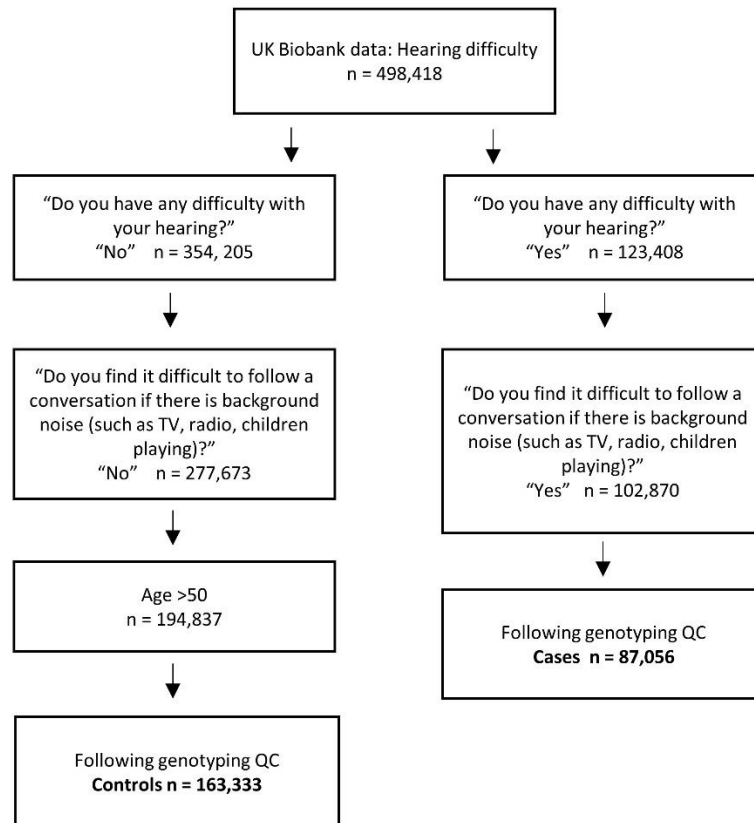 UK Biobank data: Hearing difficulty
n = 498,418
“Do you have any difficulty with
your hearing?”
“No” n = 354, 205
“Do you find it difficult to follow a
conversation if there is background
noise (such as TV, radio, children
playing)?”
“No” n = 277,673
Age >50
n = 194,837
Following genotyping QC
Controls n = 163,333
“Do you have any difficulty with
your hearing?”
“Yes” n = 123,408
“Do you find it difficult to follow a
conversation if there is background
noise (such as TV, radio, children
playing)?”
“Yes” n = 102,870
Following genotyping QC
Cases n = 87,056